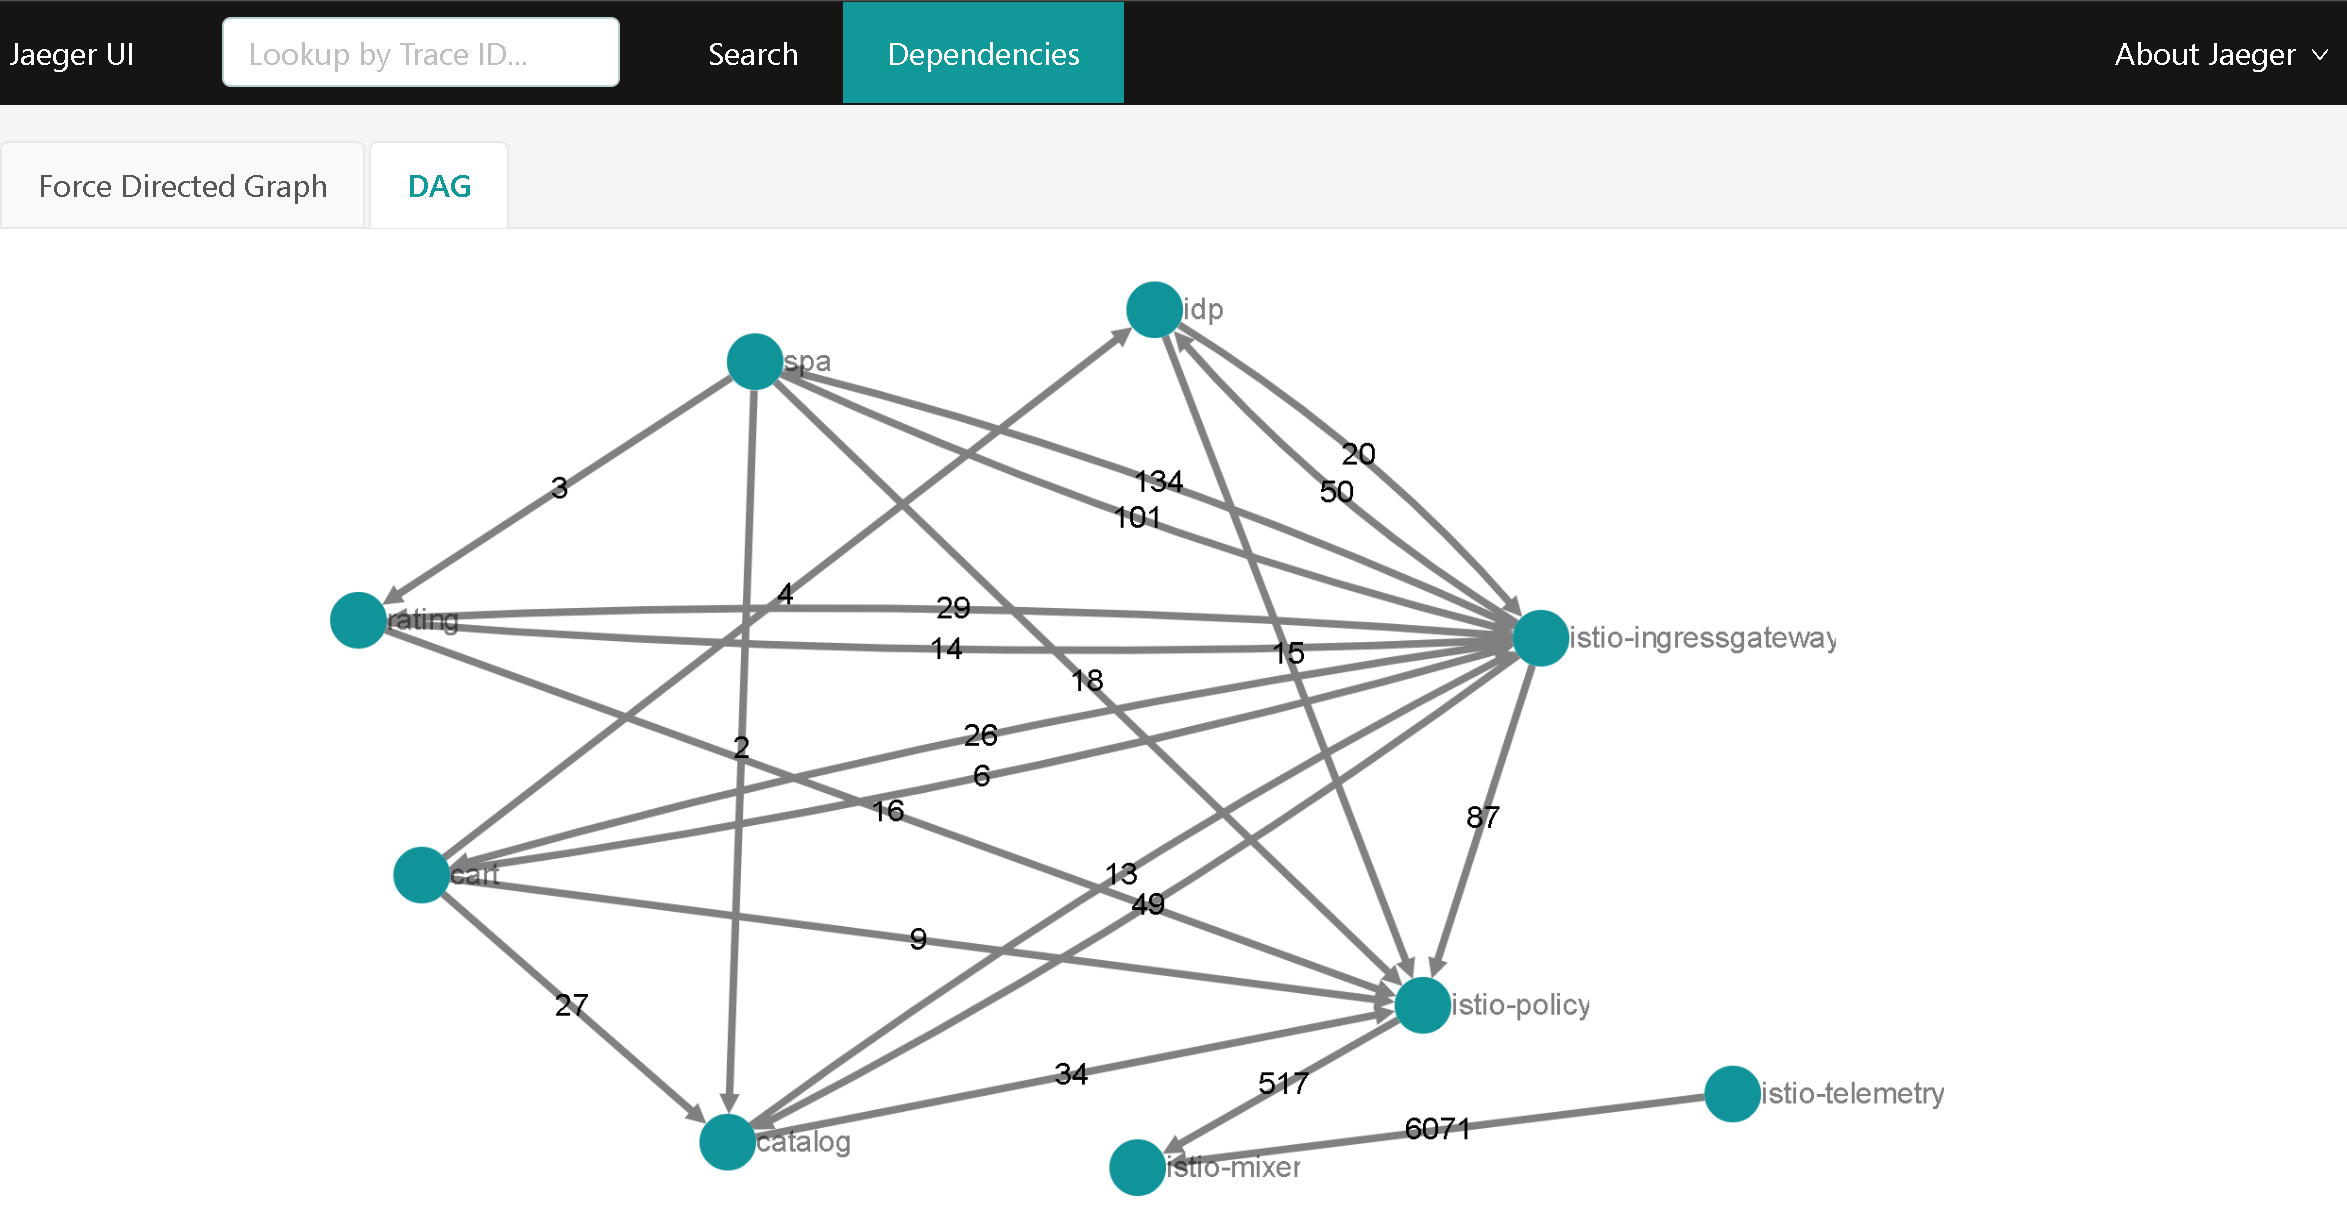 Jaeger UI
Lookup by Trace ID...
Search
Dependencies
About Jaeger
Force Directed Graph
DAG
idp
spa
20
134
50
101
3
4
29
rating
istio-ingressgateway
14
15
18
26
2
6
16
87
13
cart
49
9
27
istio-policy
34
517
istio-telemetry
6071
catalog
istio-mixer